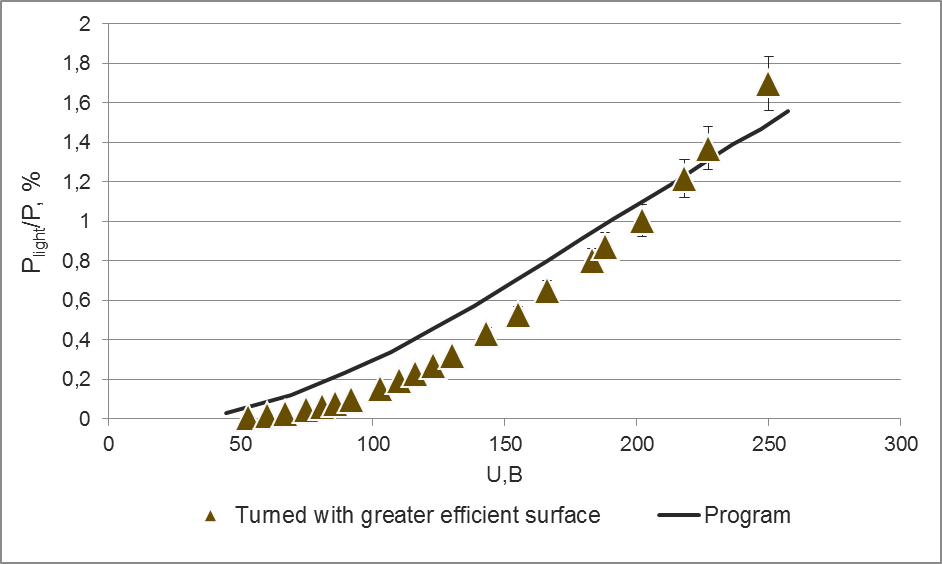 2
1,8
1,6
1,4
1,2
1
0,8
0,6
0,4
0,2
0
P_light/P, %
0 50 100 150 200 250 300
U,B
Turned with greater efficient surface Program